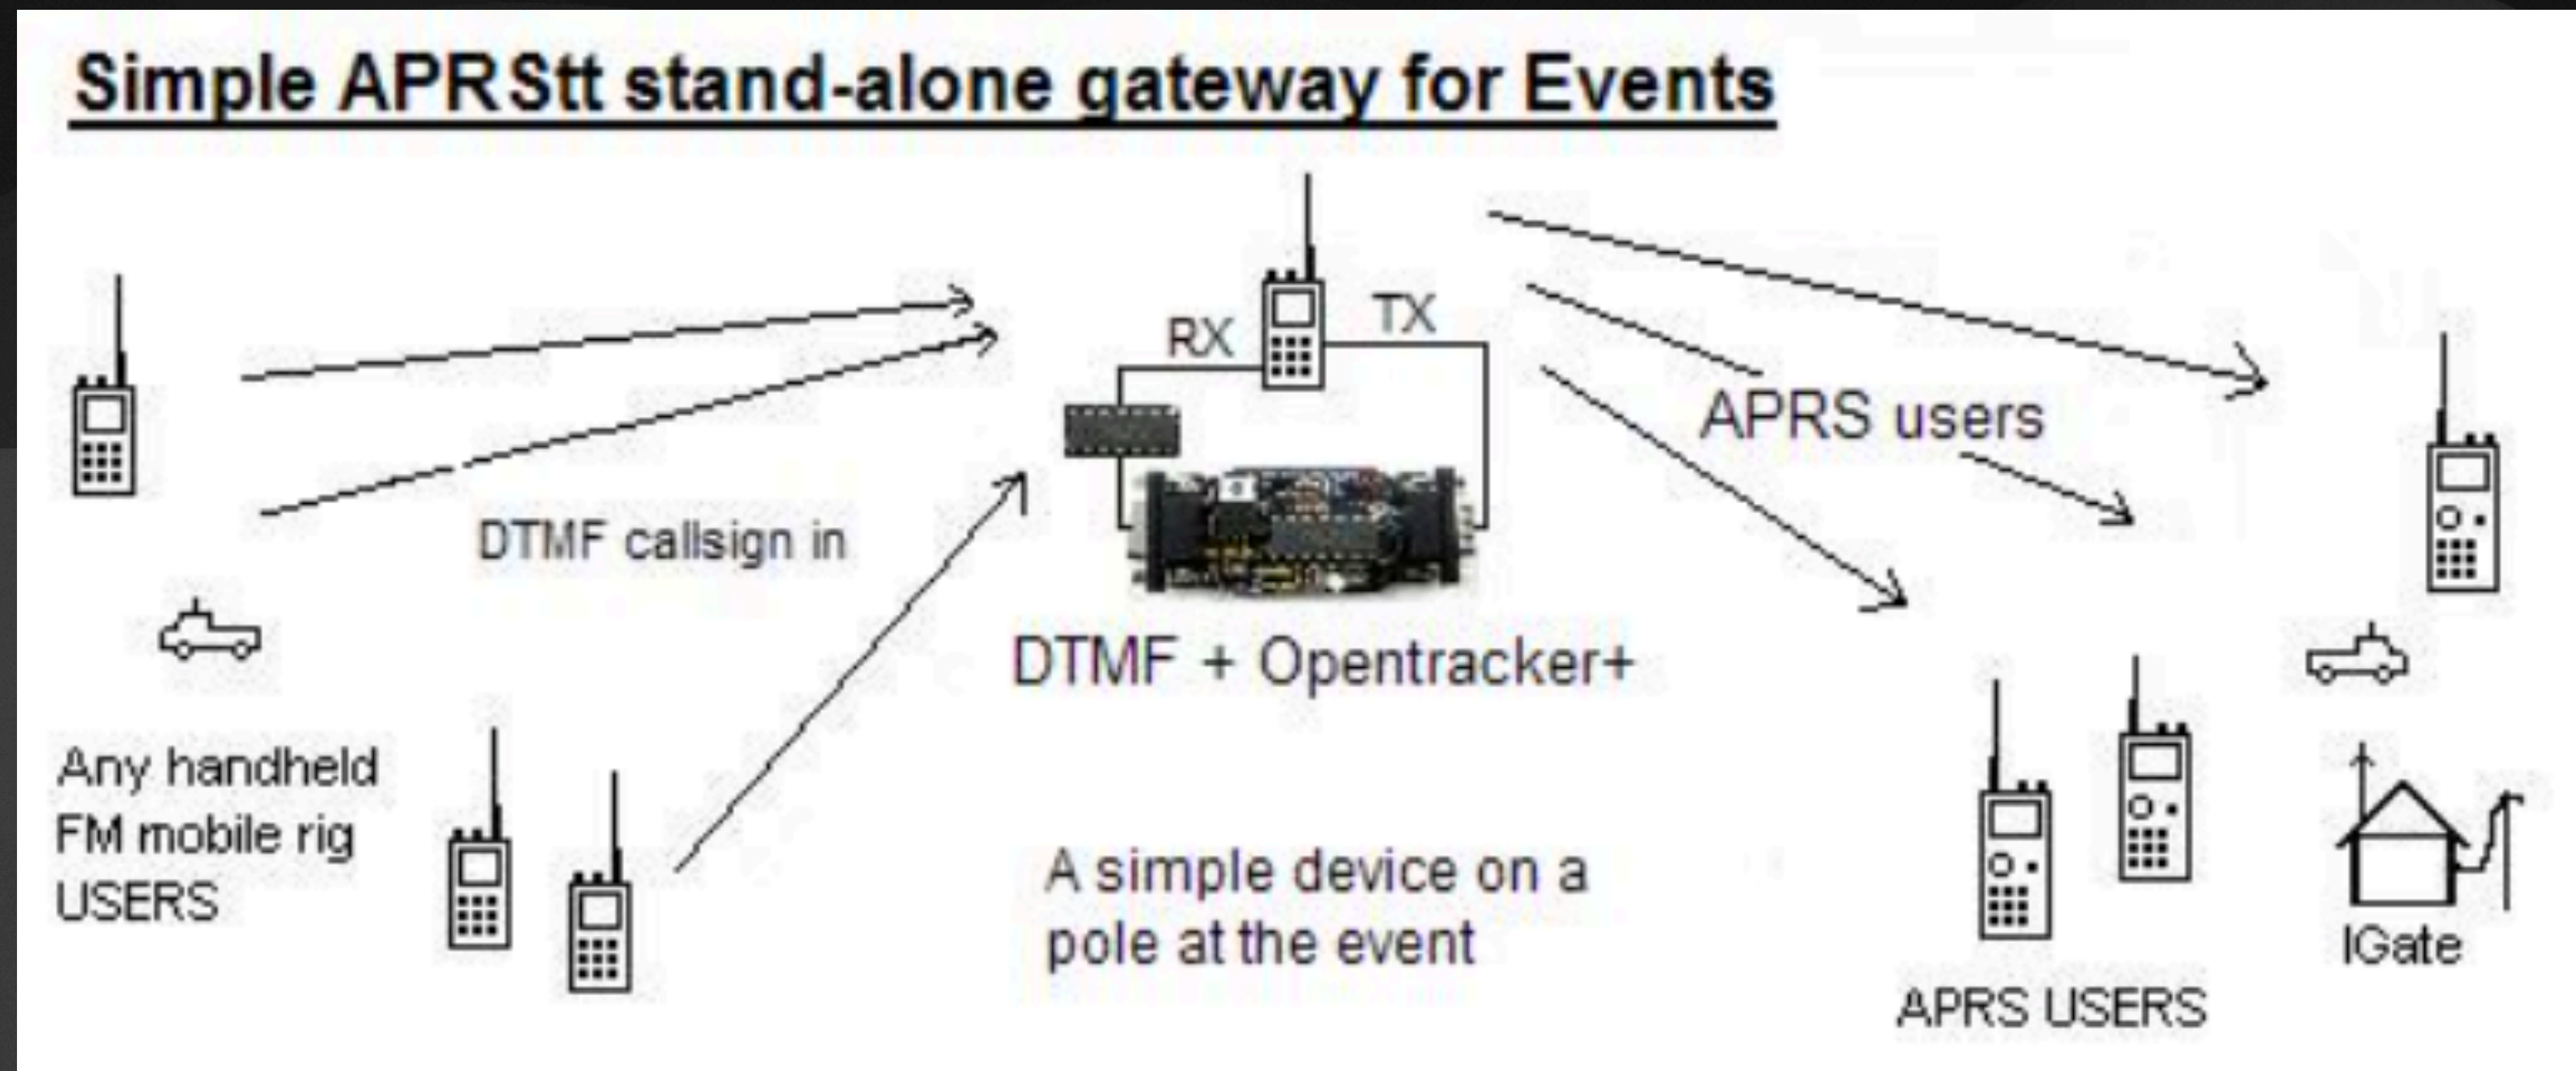 Simple APRStt stand-alone gateway for Events
RX
TX
APRS users
DTMF callsign in
DTMF + Opentracker+
Any handheld
FM mobile rig
USERS
A simple device on a
pole at the event
IGate
APRS USERS